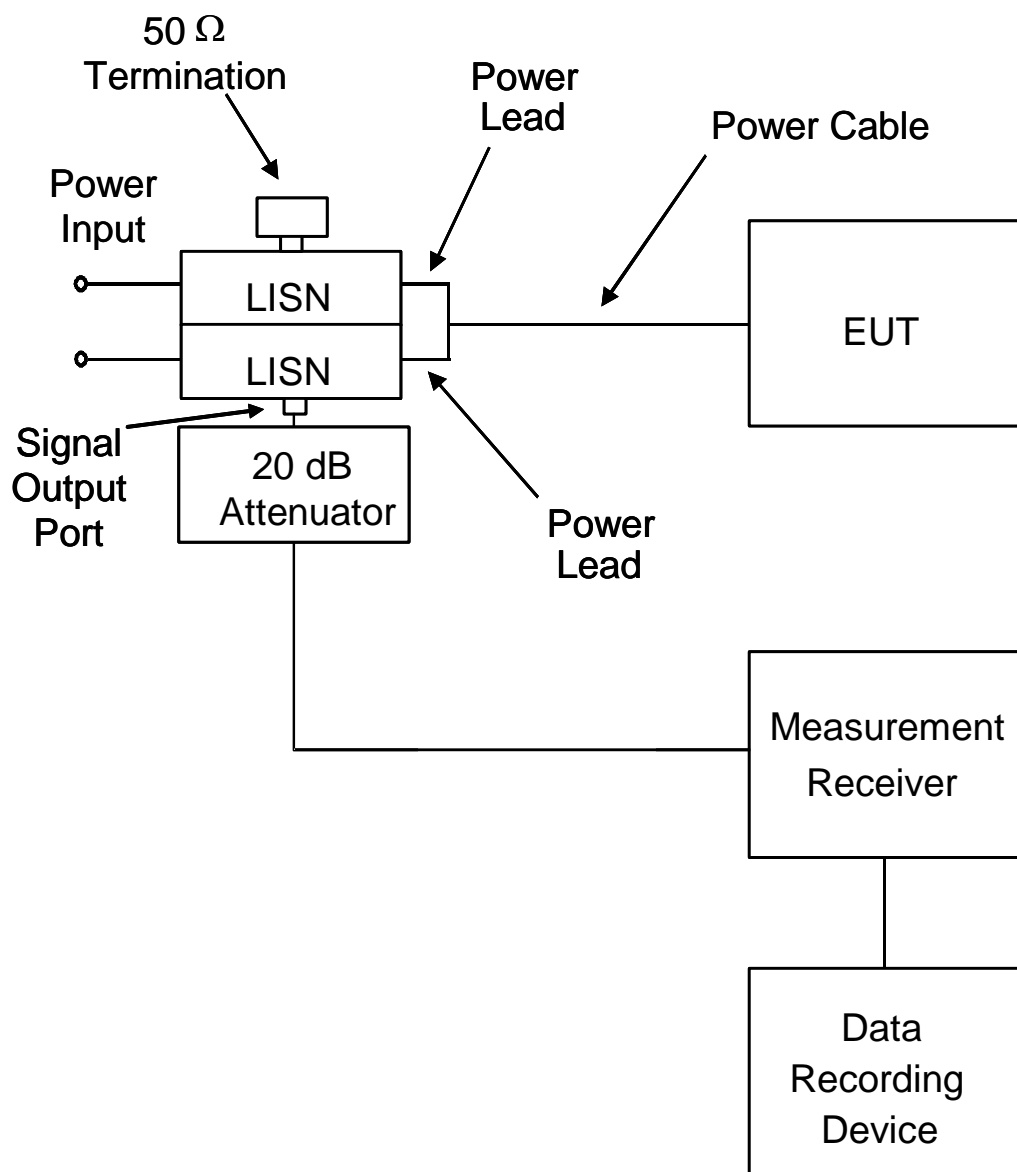 50 Ω
Termination
Power
Lead
Power Cable
Power
Input
LISN
LISN
EUT
Signal
Output
Port
20 dB
Attenuator
Power
Lead
Measurement
Receiver
Data
Recording
Device